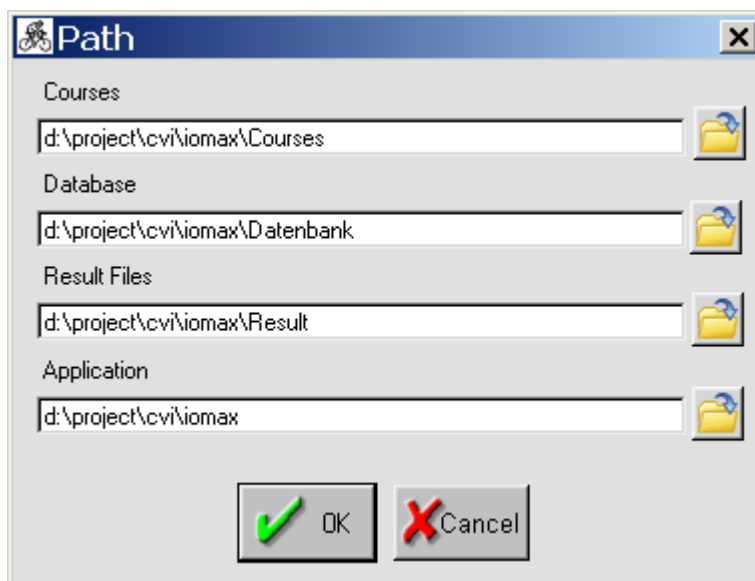 Path
Courses
d:\project\cvi\iomax\Courses
Database
d:\project\cvi\iomax\Datenbank
Result Files
d:\project\cvi\iomax\Result
Application
d:\project\cvi\iomax
OK
Cancel